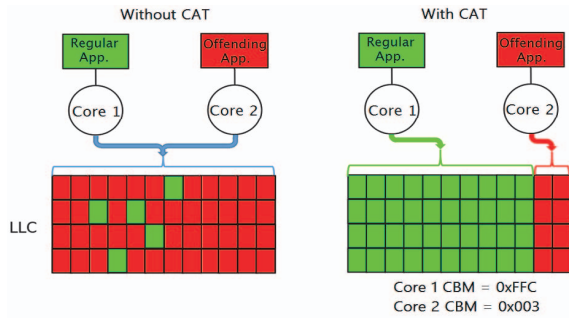 Without CAT
With CAT
Regular
App.
Offending
App.
Regular
App.
Offending
App.
Core 1
Core 2
Core 1
Core 2
LLC
Core 1 CBM = 0xFFC
Core 2 CBM = 0x003